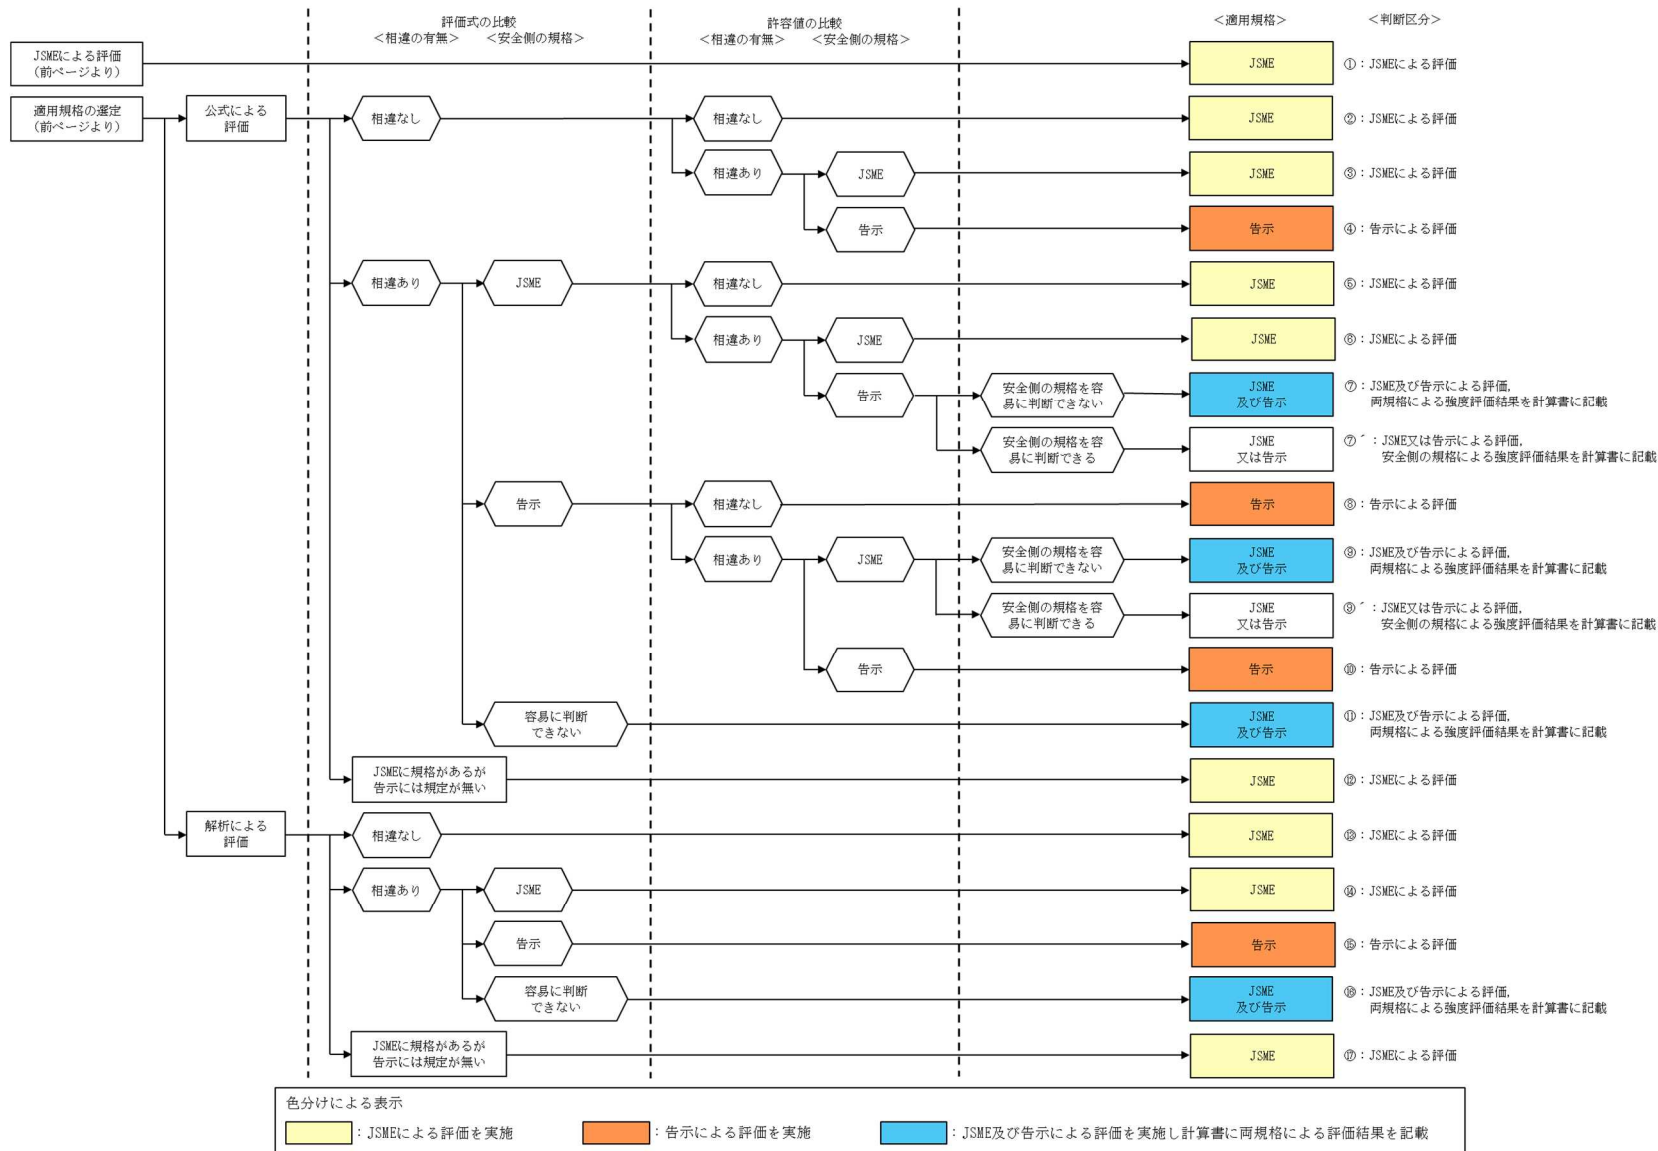 評価式の比較
＜相違の有無＞ ＜安全側の規格＞
許容値の比較
＜相違の有無＞ ＜安全側の規格＞
＜適用規格＞ ＜判断区分＞
JSMEによる評価
（前ページより）
JSME
①：JSMEによる評価
適用規格の選定
（前ページより）
公式による
評価
相違なし
相違なし
JSME
②：JSMEによる評価
相違あり
JSME
JSME
③：JSMEによる評価
告示
告示
④：告示による評価
相違あり
JSME
相違なし
JSME
⑤：JSMEによる評価
相違あり
JSME
JSME
⑥：JSMEによる評価
告示
安全側の規格を容
易に判断できない
JSME
及び告示
⑦：JSME及び告示による評価，
両規格による強度評価結果を計算書に記載
安全側の規格を容
易に判断できる
JSME
又は告示
⑦´：JSME又は告示による評価，
安全側の規格による強度評価結果を計算書に記載
告示
相違なし
告示
⑧：告示による評価
相違あり
JSME
安全側の規格を容
易に判断できない
JSME
及び告示
⑨：JSME及び告示による評価，
両規格による強度評価結果を計算書に記載
安全側の規格を容
易に判断できる
JSME
又は告示
⑨´：JSME又は告示による評価，
安全側の規格による強度評価結果を計算書に記載
告示
告示
⑩：告示による評価
容易に判断
できない
JSME
及び告示
⑪：JSME及び告示による評価，
両規格による強度評価結果を計算書に記載
JSMEに規格があるが
告示には規定が無い
JSME
⑫：JSMEによる評価
解析による
評価
相違なし
JSME
⑬：JSMEによる評価
相違あり
JSME
JSME
⑭：JSMEによる評価
告示
告示
⑮：告示による評価
容易に判断
できない
JSME
及び告示
⑯：JSME及び告示による評価，
両規格による強度評価結果を計算書に記載
JSMEに規格があるが
告示には規定が無い
JSME
⑰：JSMEによる評価
色分けによる表示
：JSMEによる評価を実施
：告示による評価を実施
：JSME及び告示による評価を実施し計算書に両規格による評価結果を記載